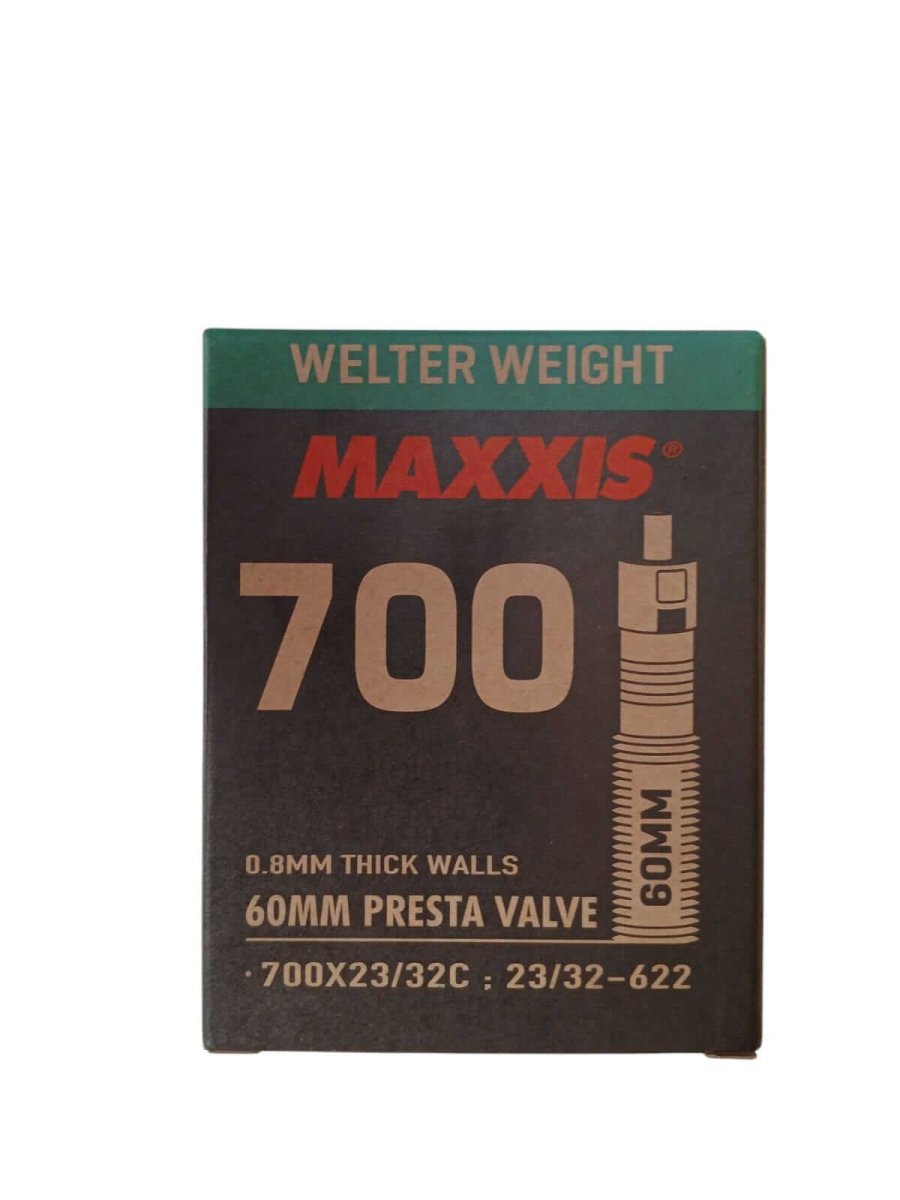 WELTER WEIGHT
MAXXIS®
700
60MM
0.8MM THICK WALLS
60MM PRESTA VALVE
· 700X23/32C ; 23/32-622